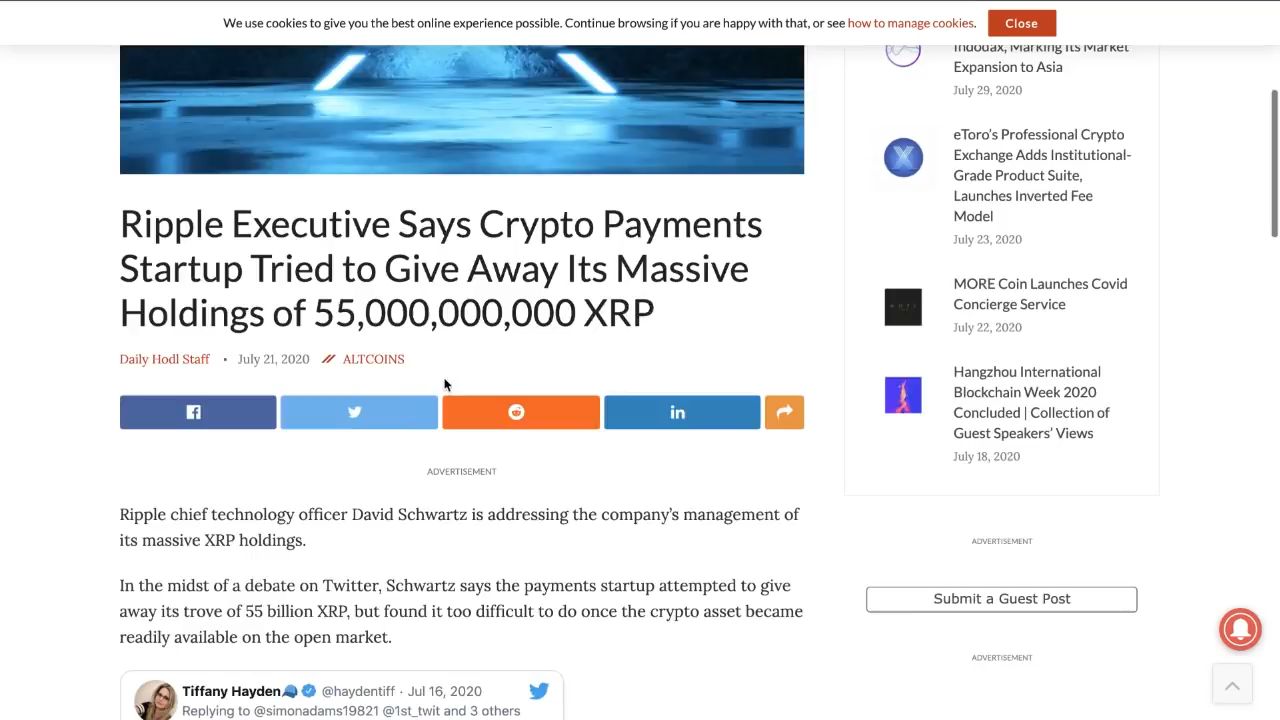 We use cookies to give you the best online experience possible. Continue browsing if you are happy with that, or see how to manage cookies.
Close
Ripple Executive Says Crypto Payments
Startup Tried to Give Away Its Massive
Holdings of 55,000,000,000 XRP
Daily Hodl Staff • July 21, 2020 // ALTCOINS
in
ADVERTISEMENT
Ripple chief technology officer David Schwartz is addressing the company’s management of
its massive XRP holdings.
In the midst of a debate on Twitter, Schwartz says the payments startup attempted to give
away its trove of 55 billion XRP, but found it too difficult to do once the crypto asset became
readily available on the open market.
Tiffany Hayden @haydentiff · Jul 16, 2020
Replying to @simonadams19821 @1st_twit and 3 others
Indodax, Marking Its Market
Expansion to Asia
July 29, 2020
eToro’s Professional Crypto
Exchange Adds Institutional-
Grade Product Suite,
Launches Inverted Fee
Model
July 23, 2020
MORE Coin Launches Covid
Concierge Service
July 22, 2020
Hangzhou International
Blockchain Week 2020
Concluded | Collection of
Guest Speakers’ Views
July 18, 2020
ADVERTISEMENT
Submit a Guest Post
ADVERTISEMENT